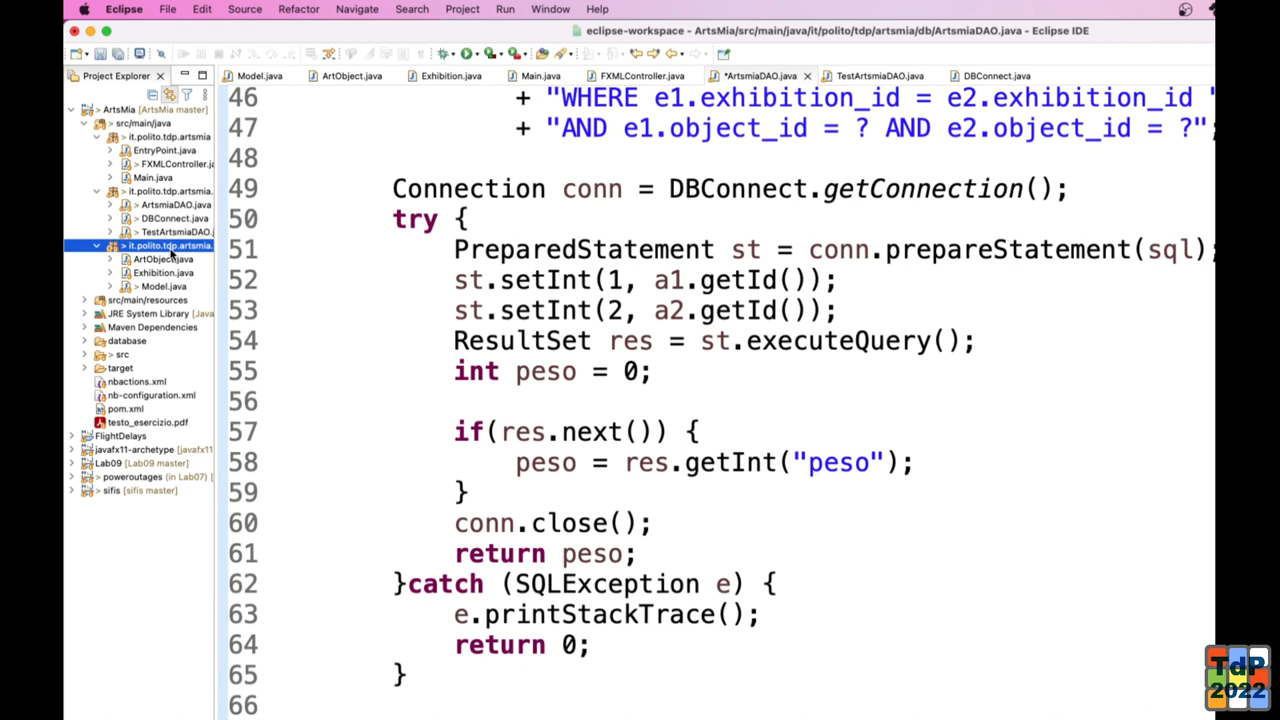 Eclipse File Edit Source Refactor Navigate Search Project Run Window Help
eclipse-workspace - ArtsMia/src/main/java/it/polito/tdp/artsmia/db/ArtsmiaDAO.java - Eclipse IDE
Project Explorer
Model.java ArtObject.java Exhibition.java Main.java FXMLController.java *ArtsmiaDAO.java TestArtsmiaDAO.java DBConnect.java
> ArtsMia [ArtsMia master]
src/main/java
> it.polito.tdp.artsmia
EntryPoint.java
> FXMLController.ja
Main.java
> it.polito.tdp.artsmia.
> ArtsmiaDAO.java
> DBConnect.java
> TestArtsmiaDAO.j
> it.polito.tdp.artsmia.
ArtObject.java
Exhibition.java
> Model.java
src/main/resources
JRE System Library [Java
Maven Dependencies
database
> src
target
nbactions.xml
nb-configuration.xml
pom.xml
testo_esercizio.pdf
FlightDelays
javafx11-archetype [javafx11
Lab09 [Lab09 master]
> poweroutages (in Lab07) [
> sifis [sifis master]
46 + "WHERE e1.exhibition_id = e2.exhibition_id "
47 + "AND e1.object_id = ? AND e2.object_id = ?";
48
49 Connection conn = DBConnect.getConnection();
50 try {
51 PreparedStatement st = conn.prepareStatement(sql);
52 st.setInt(1, a1.getId());
53 st.setInt(2, a2.getId());
54 ResultSet res = st.executeQuery();
55 int peso = 0;
56
57 if(res.next()) {
58 peso = res.getInt("peso");
59 }
60 conn.close();
61 return peso;
62 }catch (SQLException e) {
63 e.printStackTrace();
64 return 0;
65 }
66
TdP
2022